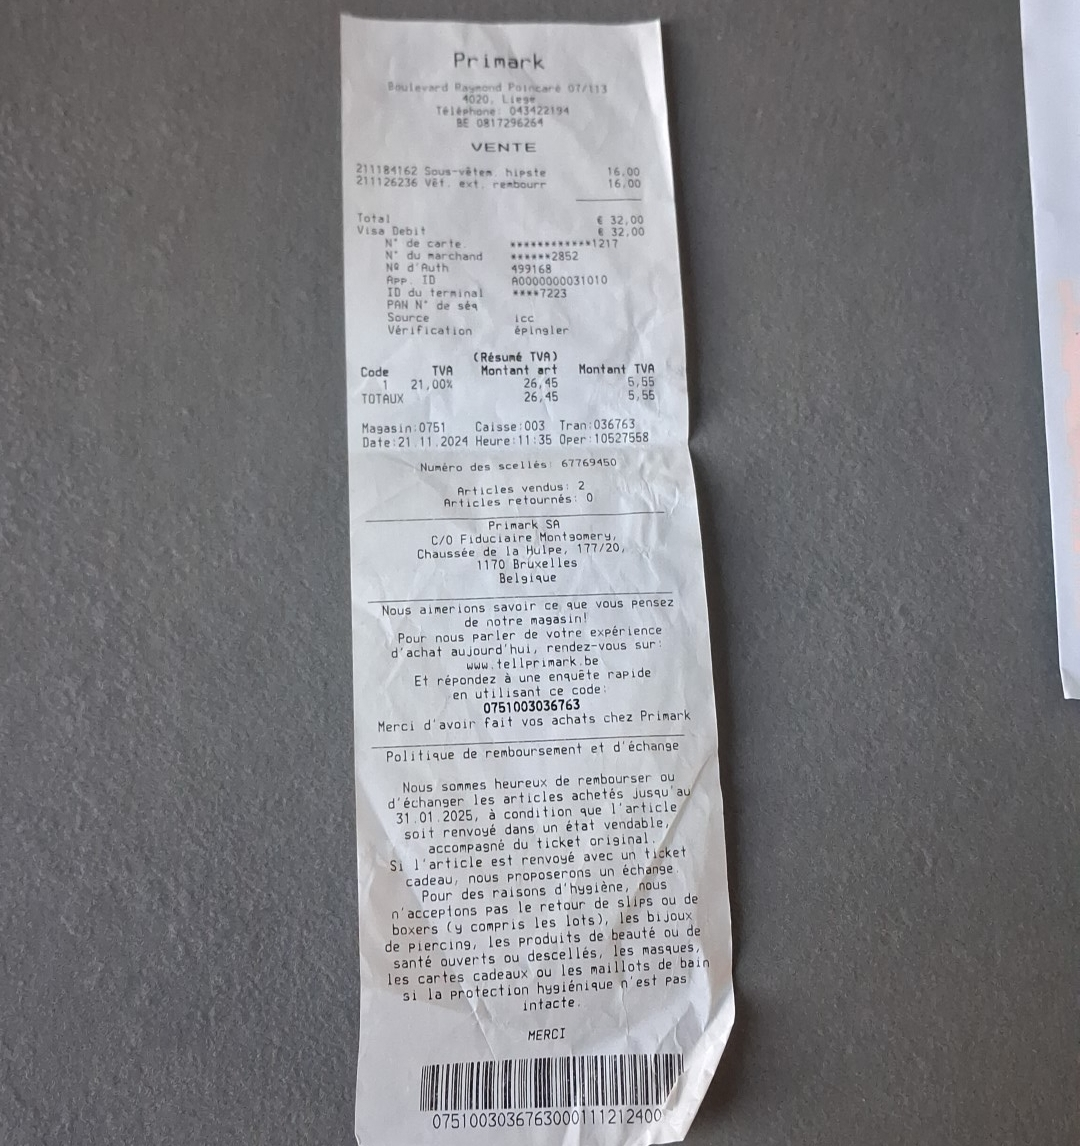 Primark
Boulevard Raymond Poincaré 07/113
4020, Liege
Téléphone: 043422194
BE 0817296264
VENTE
211184162 Sous-vêtem. hipste 16,00
211126236 Vêt. ext. rembourr 16,00
Total € 32,00
Visa Debit € 32,00
N° de carte. ************1217
N° du marchand ******2852
Nº d'Auth 499168
App. ID A0000000031010
ID du terminal ****7223
PAN N° de séq
Source icc
Vérification épingler
(Résumé TVA)
Code TVA Montant art Montant TVA
1 21,00% 26,45 5,55
TOTAUX 26,45 5,55
Magasin:0751 Caisse:003 Tran:036763
Date:21.11.2024 Heure:11:35 Oper:10527558
Numéro des scellés: 67769450
Articles vendus: 2
Articles retournés: 0
Primark SA
C/O Fiduciaire Montgomery,
Chaussée de la Hulpe, 177/20,
1170 Bruxelles
Belgique
Nous aimerions savoir ce que vous pensez
de notre magasin!
Pour nous parler de votre expérience
d'achat aujourd'hui, rendez-vous sur:
www.tellprimark.be
Et répondez à une enquête rapide
en utilisant ce code:
0751003036763
Merci d'avoir fait vos achats chez Primark
Politique de remboursement et d'échange
Nous sommes heureux de rembourser ou
d'échanger les articles achetés jusqu'au
31.01.2025, à condition que l'article
soit renvoyé dans un état vendable,
accompagné du ticket original.
Si l'article est renvoyé avec un ticket
cadeau, nous proposerons un échange.
Pour des raisons d'hygiène, nous
n'acceptons pas le retour de slips ou de
boxers (y compris les lots), les bijoux
de piercing, les produits de beauté ou de
santé ouverts ou descellés, les masques,
les cartes cadeaux ou les maillots de bain
si la protection hygiénique n'est pas
intacte.
MERCI
0751003036763000111212400